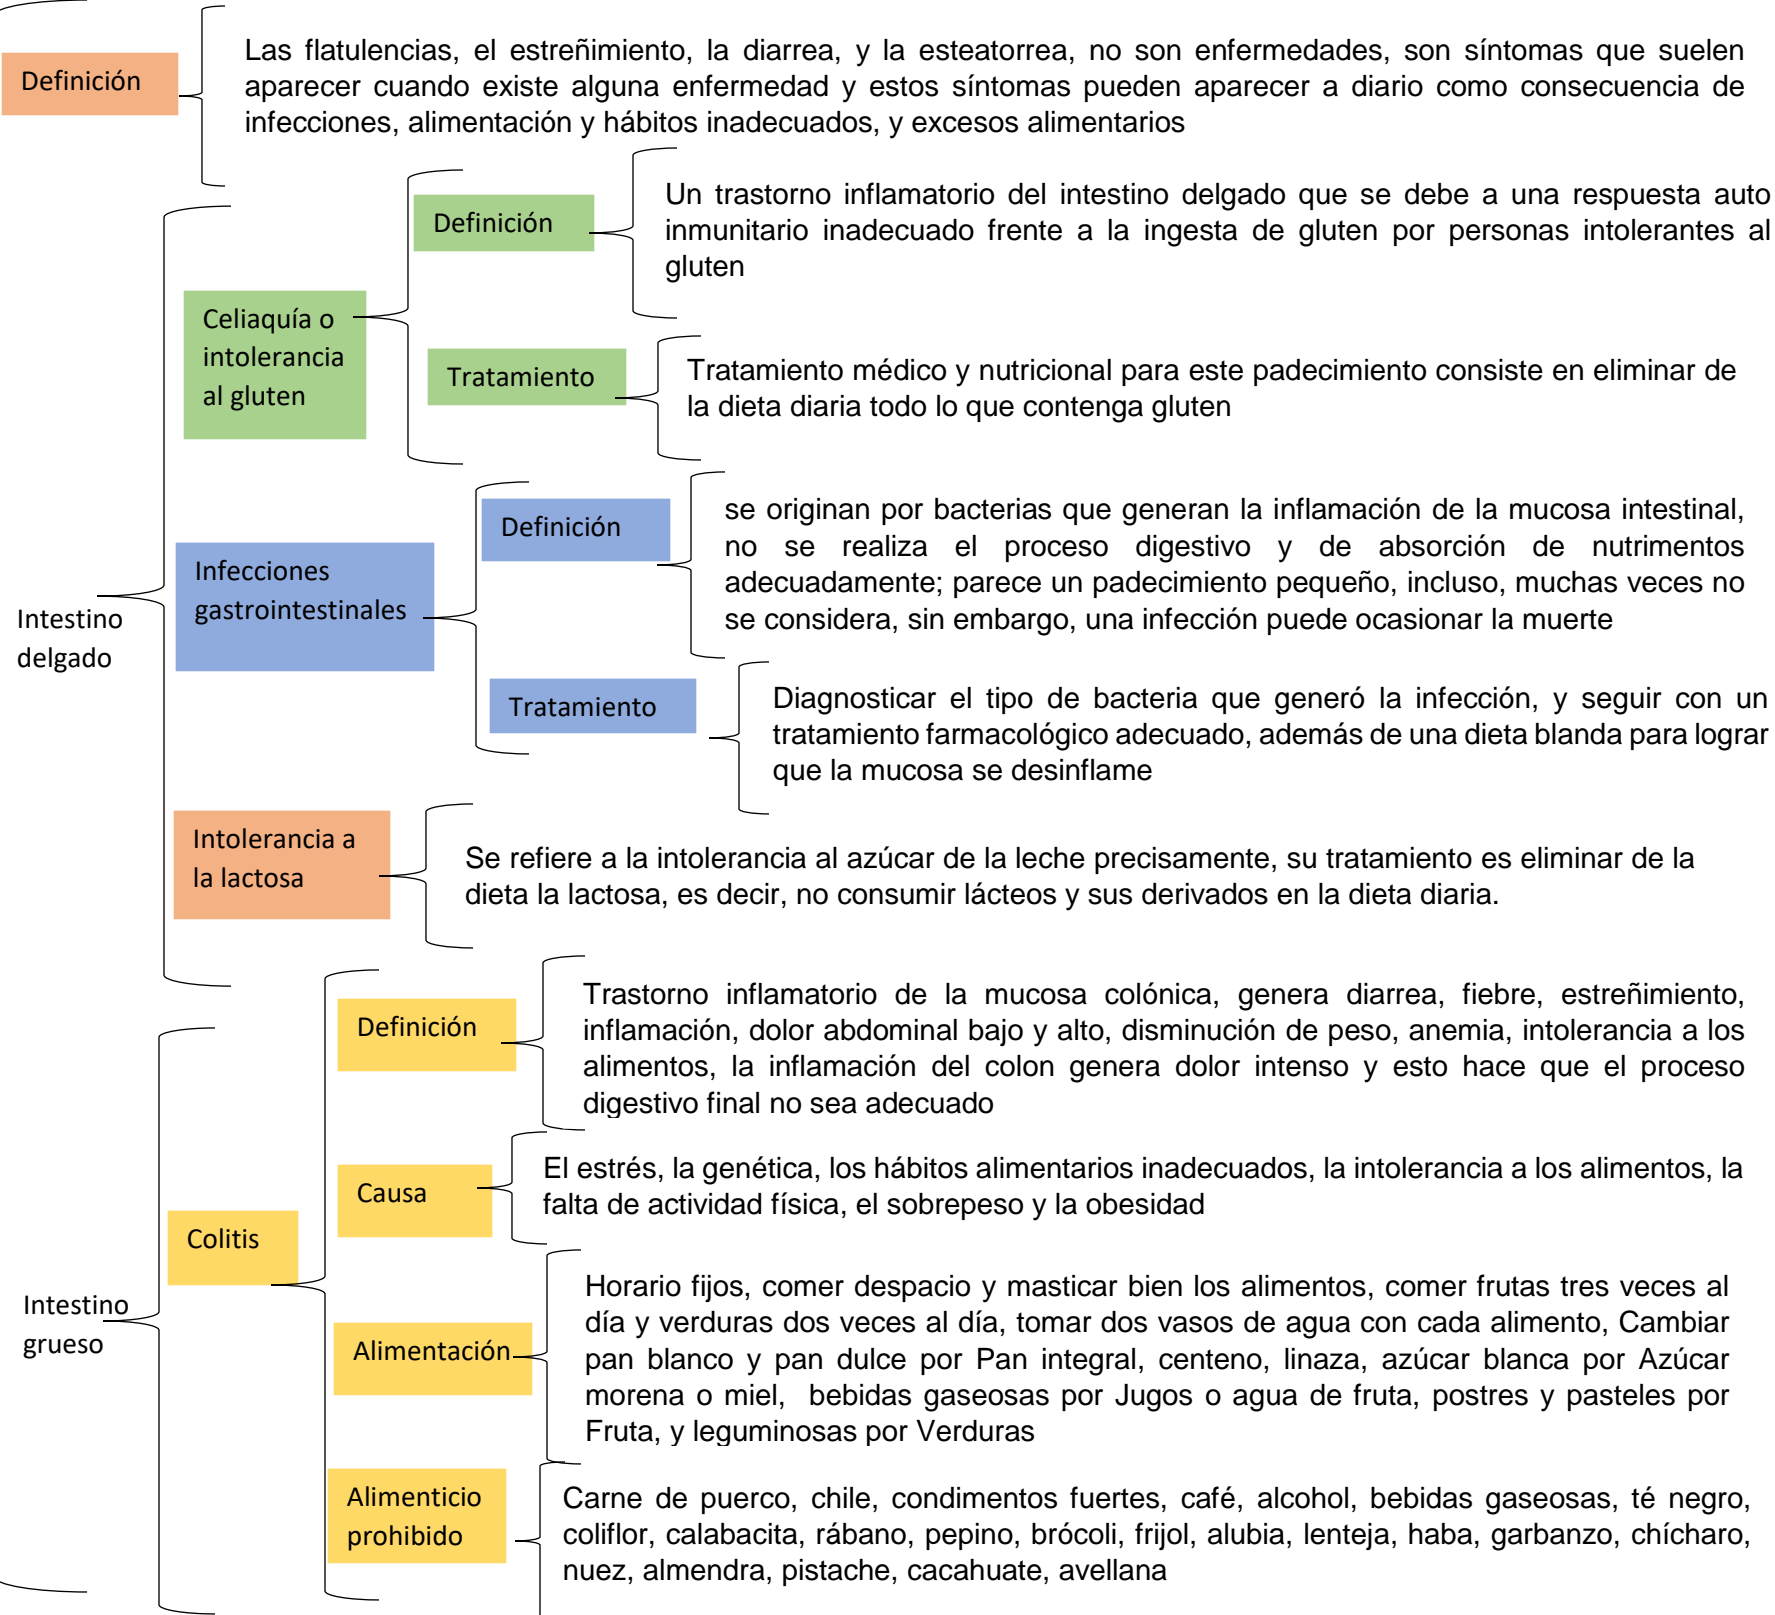 Definición
Las flatulencias, el estreñimiento, la diarrea, y la esteatorrea, no son enfermedades, son síntomas que suelen
aparecer cuando existe alguna enfermedad y estos síntomas pueden aparecer a diario como consecuencia de
infecciones, alimentación y hábitos inadecuados, y excesos alimentarios
Intestino
delgado
Celiaquía o
intolerancia
al gluten
Definición
Un trastorno inflamatorio del intestino delgado que se debe a una respuesta auto
inmunitario inadecuado frente a la ingesta de gluten por personas intolerantes al
gluten
Tratamiento
Tratamiento médico y nutricional para este padecimiento consiste en eliminar de
la dieta diaria todo lo que contenga gluten
Infecciones
gastrointestinales
Definición
se originan por bacterias que generan la inflamación de la mucosa intestinal,
no se realiza el proceso digestivo y de absorción de nutrimentos
adecuadamente; parece un padecimiento pequeño, incluso, muchas veces no
se considera, sin embargo, una infección puede ocasionar la muerte
Tratamiento
Diagnosticar el tipo de bacteria que generó la infección, y seguir con un
tratamiento farmacológico adecuado, además de una dieta blanda para lograr
que la mucosa se desinflame
Intolerancia a
la lactosa
Se refiere a la intolerancia al azúcar de la leche precisamente, su tratamiento es eliminar de la
dieta la lactosa, es decir, no consumir lácteos y sus derivados en la dieta diaria.
Intestino
grueso
Colitis
Definición
Trastorno inflamatorio de la mucosa colónica, genera diarrea, fiebre, estreñimiento,
inflamación, dolor abdominal bajo y alto, disminución de peso, anemia, intolerancia a los
alimentos, la inflamación del colon genera dolor intenso y esto hace que el proceso
digestivo final no sea adecuado
Causa
El estrés, la genética, los hábitos alimentarios inadecuados, la intolerancia a los alimentos, la
falta de actividad física, el sobrepeso y la obesidad
Alimentación
Horario fijos, comer despacio y masticar bien los alimentos, comer frutas tres veces al
día y verduras dos veces al día, tomar dos vasos de agua con cada alimento, Cambiar
pan blanco y pan dulce por Pan integral, centeno, linaza, azúcar blanca por Azúcar
morena o miel, bebidas gaseosas por Jugos o agua de fruta, postres y pasteles por
Fruta, y leguminosas por Verduras
Alimenticio
prohibido
Carne de puerco, chile, condimentos fuertes, café, alcohol, bebidas gaseosas, té negro,
coliflor, calabacita, rábano, pepino, brócoli, frijol, alubia, lenteja, haba, garbanzo, chícharo,
nuez, almendra, pistache, cacahuate, avellana